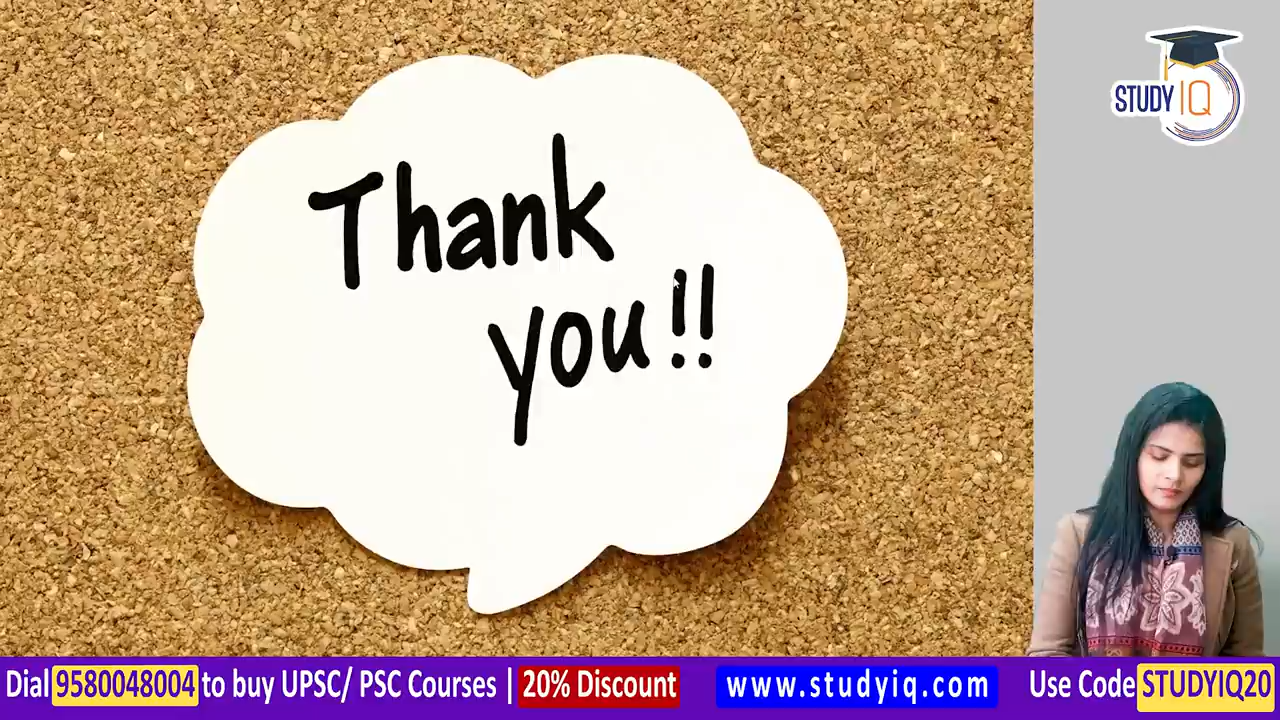 STUDY IQ
Thank
you!!
Dial 9580048004 to buy UPSC/ PSC Courses | 20% Discount www.studyiq.com Use Code STUDYIQ20